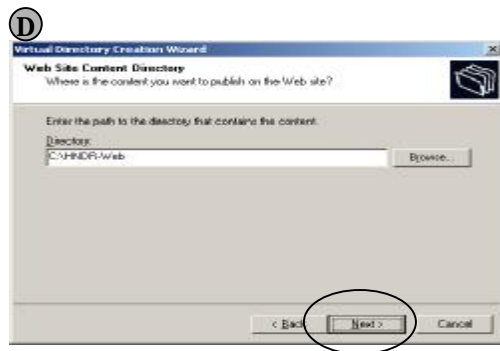 D
Virtual Directory Creation Wizard
Web Site Content Directory
Where is the content you want to publish on the Web site?
Enter the path to the directory that contains the content.
Directory:
C:\HNDR-Web
Browse...
< Back
Next >
Cancel